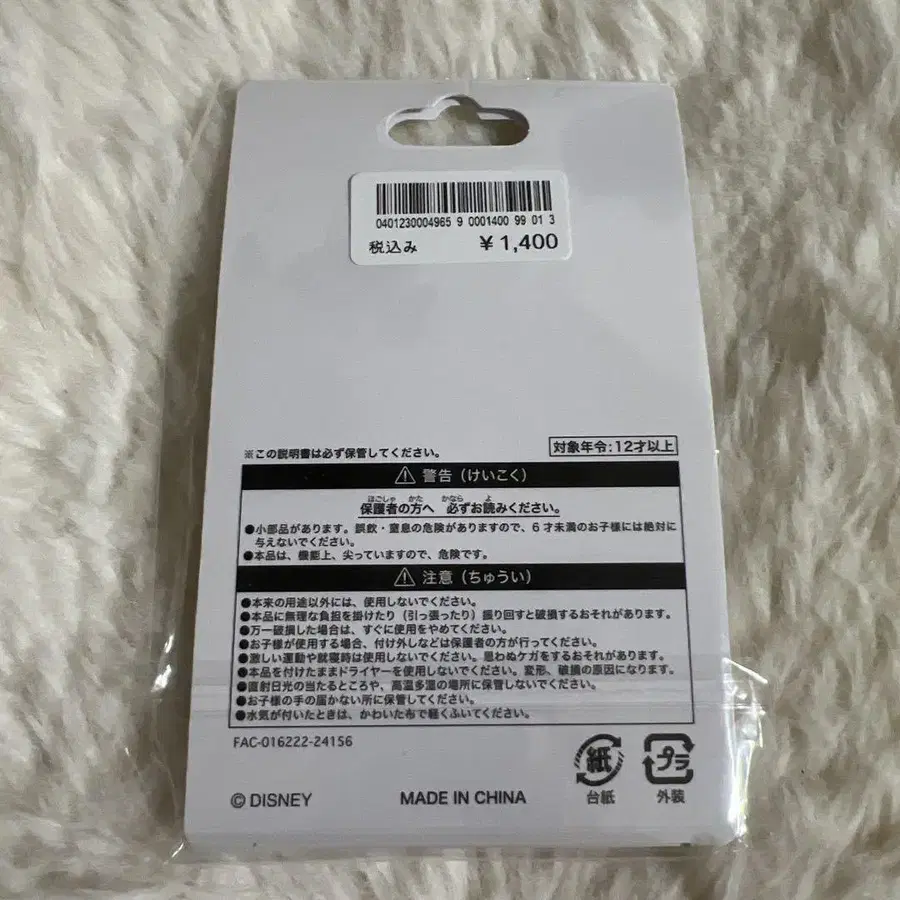 0401230004965 9 0001400 99 01 3
税込み ￥1,400
※この説明書は必ず保管してください。 対象年令：12才以上
警告（けいこく）
ほごしゃ かた かなら よ
保護者の方へ 必ずお読みください。
●小部品があります。誤飲・窒息の危険がありますので、6才未満のお子様には絶対に
与えないでください。
●本品は、機能上、尖っていますので、危険です。
注意（ちゅうい）
●本来の用途以外には、使用しないでください。
●本品に無理な負担を掛けたり（引っ張ったり）振り回すと破損するおそれがあります。
●万一破損した場合は、すぐに使用をやめてください。
●お子様が使用する場合、付け外しなどは保護者の方が行ってください。
●激しい運動や就寝時は使用しないでください。思わぬケガをするおそれがあります。
●本品を付けたままドライヤーを使用しないでください。変形、破損の原因になります。
●直射日光の当たるところや、高温多湿の場所に保管しないでください。
●お子様の手の届かない所に保管してください。
●水気が付いたときは、かわいた布で軽くふいてください。
FAC-016222-24156
紙 プラ
台紙 外装
© DISNEY MADE IN CHINA